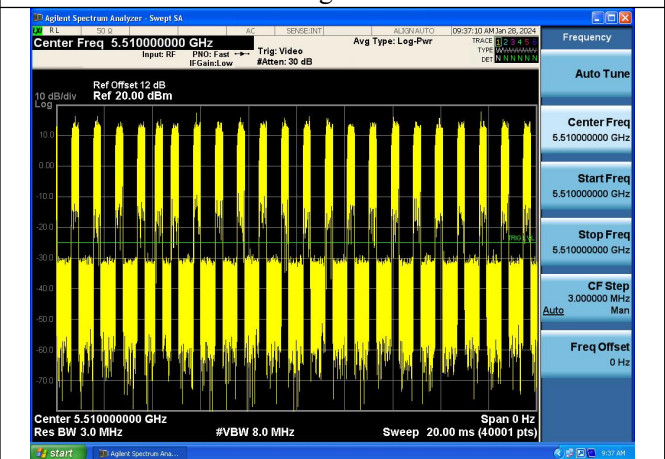 Agilent Spectrum Analyzer - Swept SA
LXI RL 50 Ω AC SENSE:INT ALIGNAUTO 09:37:10 AM Jan 28, 2024
Center Freq 5.510000000 GHz
Input: RF PNO: Fast Trig: Video Avg Type: Log-Pwr TRACE 1 2 3 4 5 6
IFGain:Low #Atten: 30 dB TYPE
DET N N N N N N
Ref Offset 12 dB
10 dB/div Ref 20.00 dBm
Log
10.0
0.00
-10.0
-20.0
TRIG LVL
-30.0
-40.0
-50.0
-60.0
-70.0
Center 5.510000000 GHz Span 0 Hz
Res BW 3.0 MHz #VBW 8.0 MHz Sweep 20.00 ms (40001 pts)
Frequency
Auto Tune
Center Freq
5.510000000 GHz
Start Freq
5.510000000 GHz
Stop Freq
5.510000000 GHz
CF Step
3.000000 MHz
Auto Man
Freq Offset
0 Hz
start Agilent Spectrum Ana... 9:37 AM